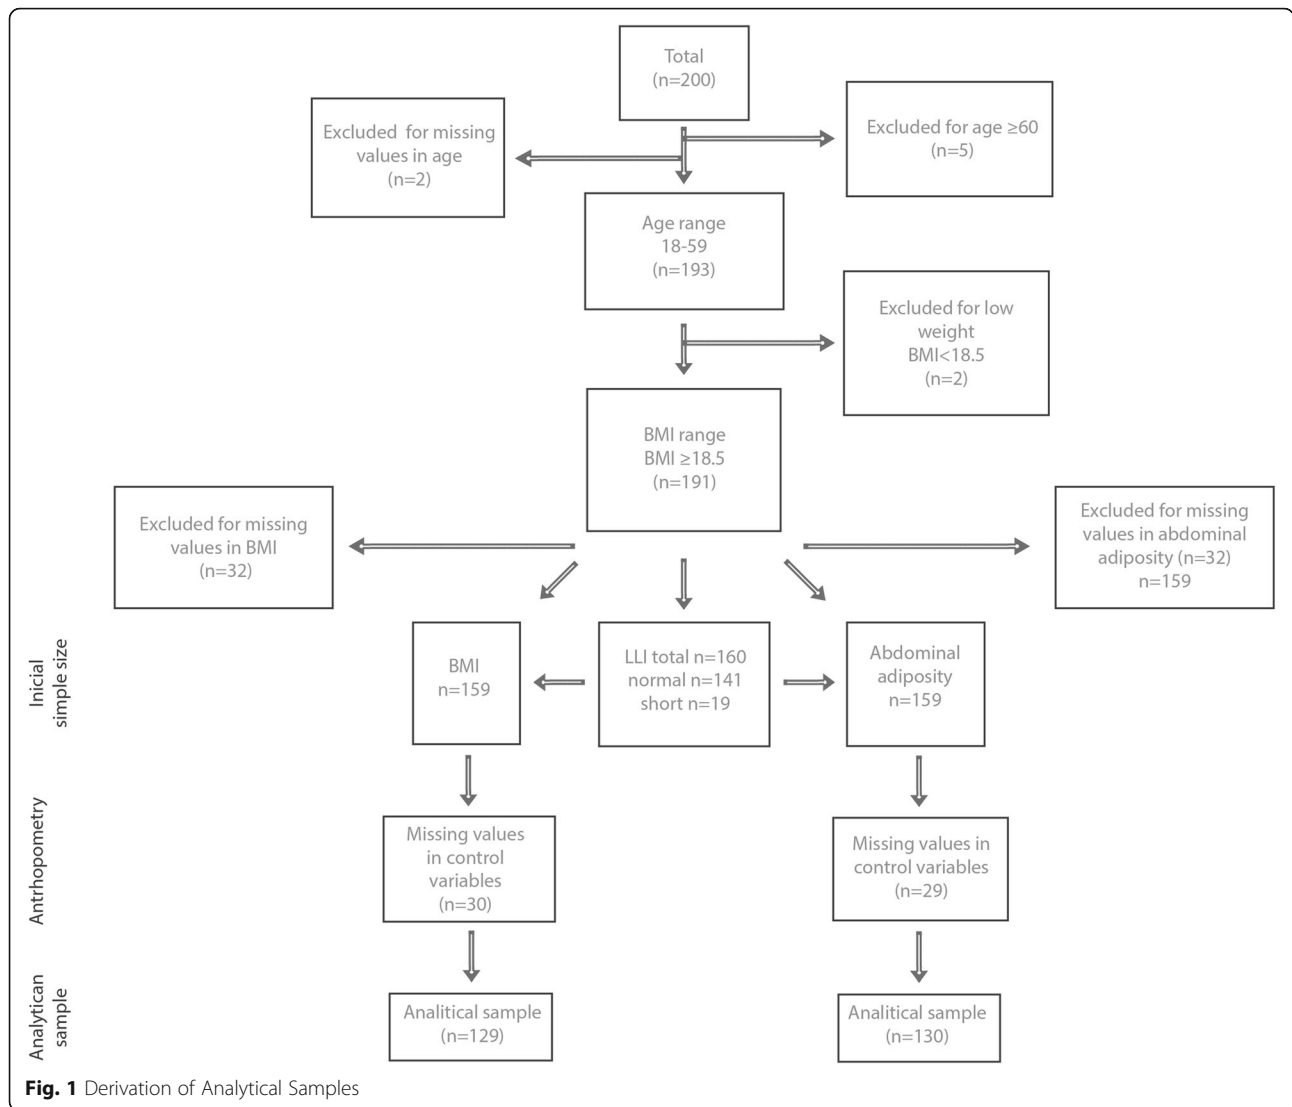 Total
(n=200)
Excluded for missing
values in age
(n=2)
Excluded for age ≥60
(n=5)
Age range
18-59
(n=193)
Excluded for low
weight
BMI<18.5
(n=2)
BMI range
BMI ≥18.5
(n=191)
Excluded for missing
values in BMI
(n=32)
Excluded for missing
values in abdominal
adiposity (n=32)
n=159
Inicial
simple size
BMI
n=159
LLI total n=160
normal n=141
short n=19
Abdominal
adiposity
n=159
Antrhopometry
Missing values
in control
variables
(n=30)
Missing values in
control variables
(n=29)
Analytican
sample
Analitical sample
(n=129)
Analitical sample
(n=130)
Fig. 1 Derivation of Analytical Samples